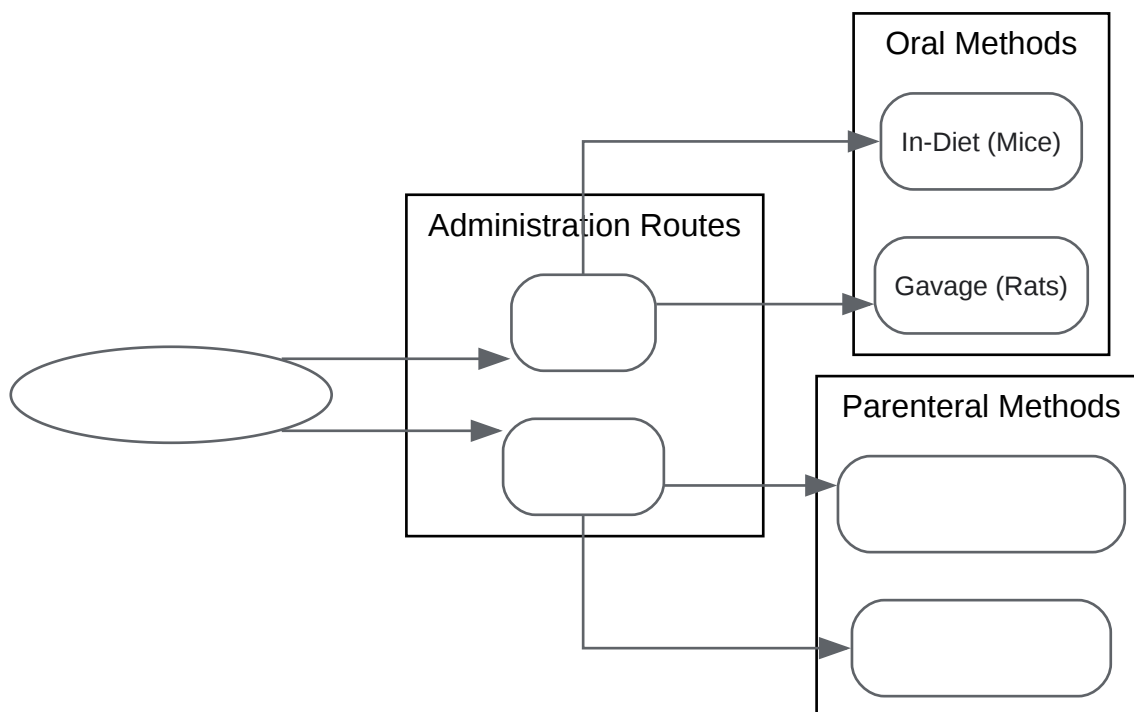 Oral Methods
In-Diet (Mice)
Administration Routes
Gavage (Rats)
Parenteral Methods